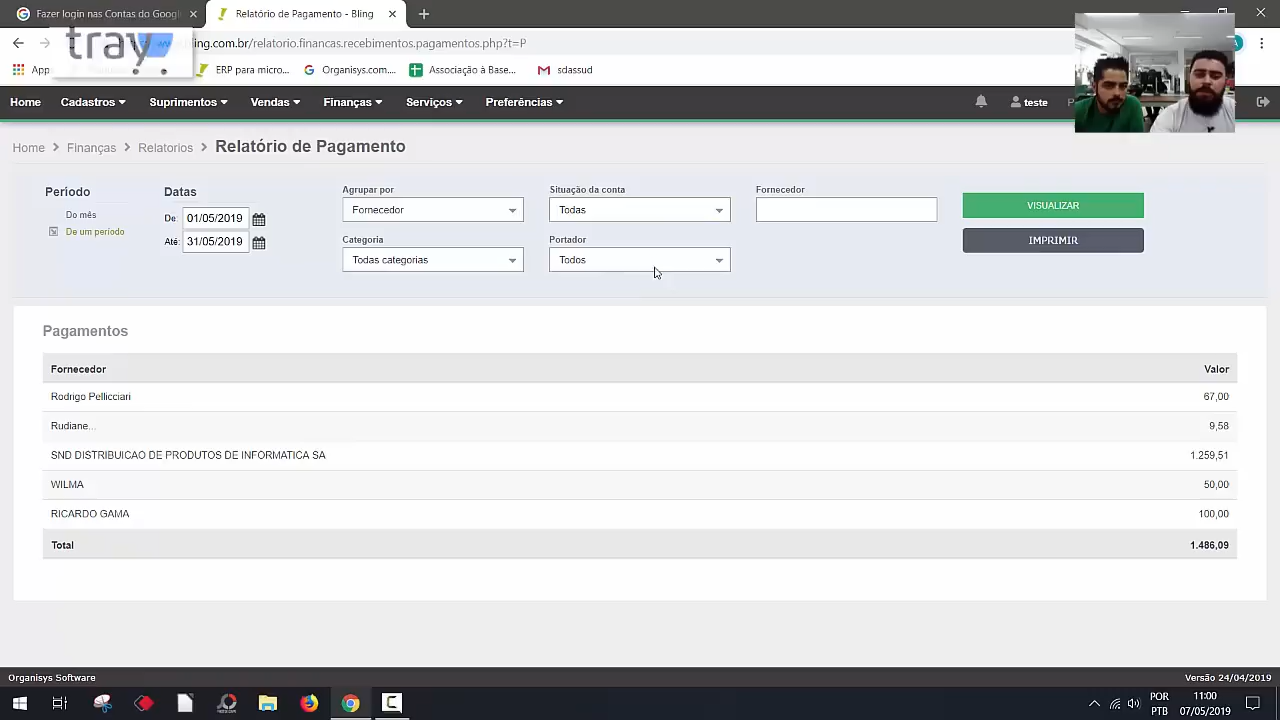 Fazer login nas Contas do Googl
Relatório de Pagamento - Bling
tray
ling.com.br/relatorio.financas.recebimentos.pagamentos.php?t=P
App
ERP para micro...
Organisys.com...
Associação à Base...
sdassud
Home
Cadastros
Suprimentos
Vendas
Finanças
Serviços
Preferências
teste
Home > Finanças > Relatorios > Relatório de Pagamento
Período
Do mês
De um período
Datas
De: 01/05/2019
Até: 31/05/2019
Agrupar por
Fornecedor
Situação da conta
Todas
Fornecedor
Categoria
Todas categorias
Portador
Todos
VISUALIZAR
IMPRIMIR
Pagamentos
Fornecedor Valor
Rodrigo Pellicciari 67,00
Rudiane... 9,58
SND DISTRIBUICAO DE PRODUTOS DE INFORMATICA SA 1.259,51
WILMA 50,00
RICARDO GAMA 100,00
Total 1.486,09
Organisys Software
Versão 24/04/2019
POR
PTB
11:00
07/05/2019